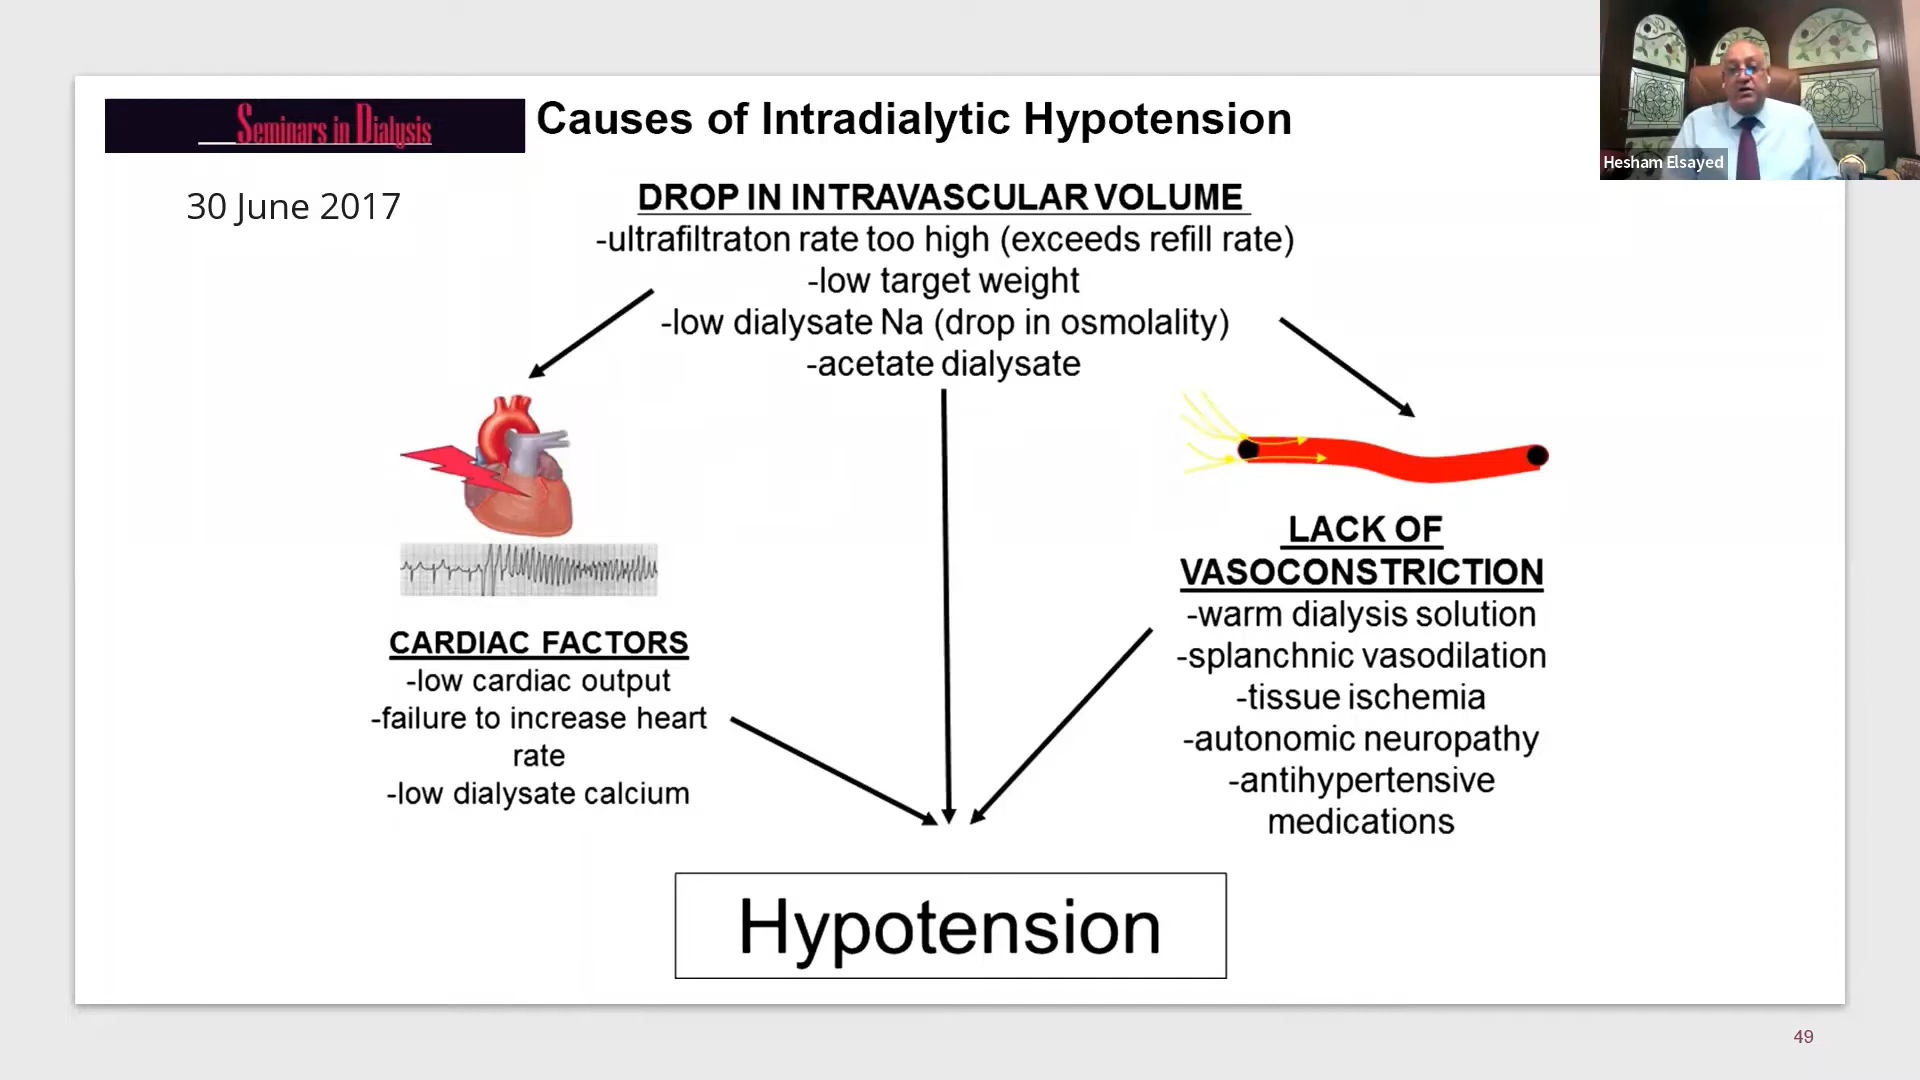 Seminars in Dialysis
Causes of Intradialytic Hypotension
Hesham Elsayed
30 June 2017
DROP IN INTRAVASCULAR VOLUME
-ultrafiltraton rate too high (exceeds refill rate)
-low target weight
-low dialysate Na (drop in osmolality)
-acetate dialysate
CARDIAC FACTORS
-low cardiac output
-failure to increase heart
rate
-low dialysate calcium
LACK OF
VASOCONSTRICTION
-warm dialysis solution
-splanchnic vasodilation
-tissue ischemia
-autonomic neuropathy
-antihypertensive
medications
Hypotension
49